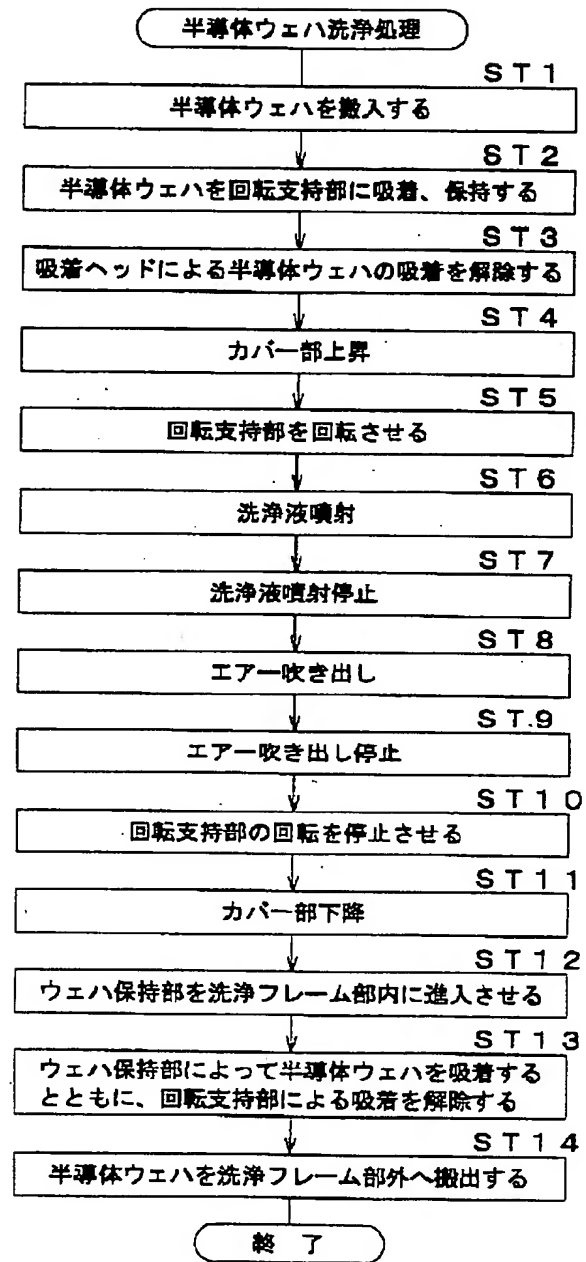 半導体ウェハ洗浄処理
ST1
半導体ウェハを搬入する
ST2
半導体ウェハを回転支持部に吸着、保持する
ST3
吸着ヘッドによる半導体ウェハの吸着を解除する
ST4
カバー部上昇
ST5
回転支持部を回転させる
ST6
洗浄液噴射
ST7
洗浄液噴射停止
ST8
エアー吹き出し
ST9
エアー吹き出し停止
ST10
回転支持部の回転を停止させる
ST11
カバー部下降
ST12
ウェハ保持部を洗浄フレーム部内に進入させる
ST13
ウェハ保持部によって半導体ウェハを吸着する
とともに、回転支持部による吸着を解除する
ST14
半導体ウェハを洗浄フレーム部外へ搬出する
終了